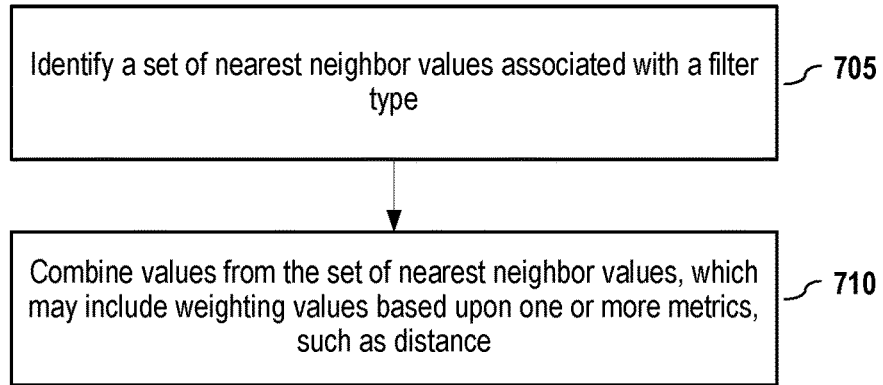 Identify a set of nearest neighbor values associated with a filter
type
705
Combine values from the set of nearest neighbor values, which
may include weighting values based upon one or more metrics,
such as distance
710